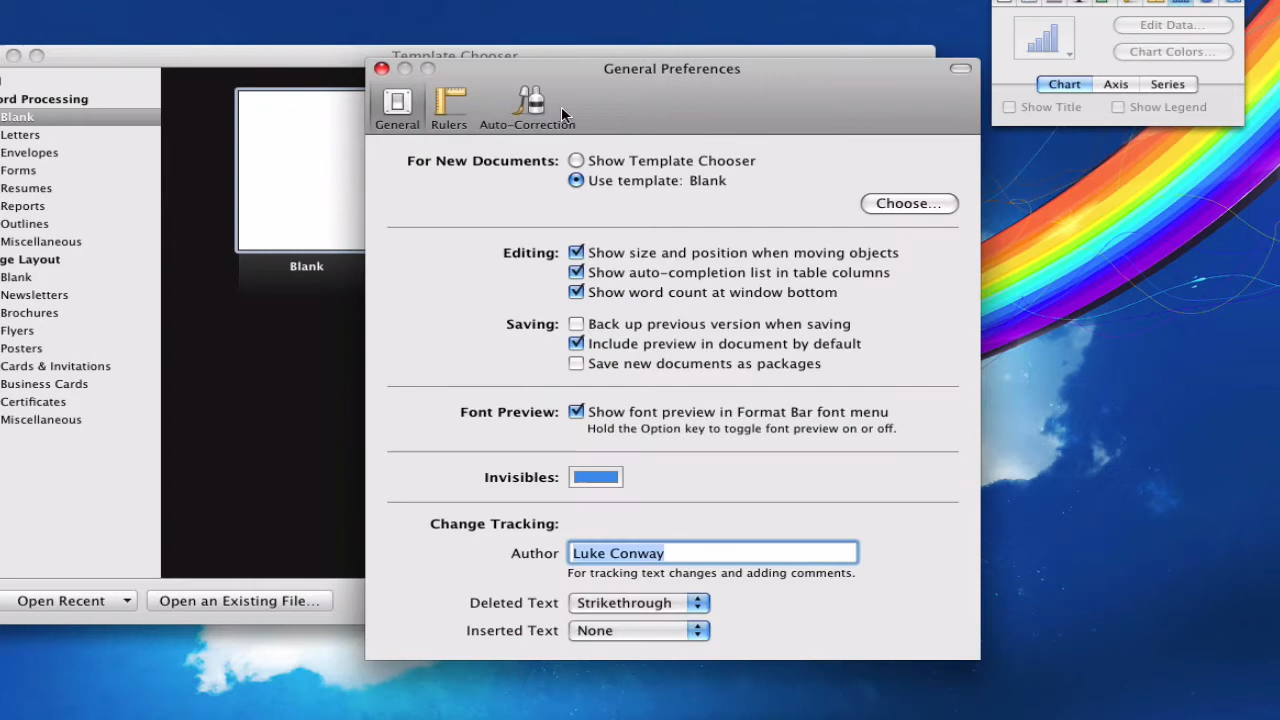 Template Chooser
ord Processing
Blank
Letters
Envelopes
Forms
Resumes
Reports
Outlines
Miscellaneous
ge Layout
Blank
Newsletters
Brochures
Flyers
Posters
Cards & Invitations
Business Cards
Certificates
Miscellaneous
Blank
Open Recent
Open an Existing File...
General Preferences
General
Rulers
Auto-Correction
For New Documents:
Show Template Chooser
Use template: Blank
Choose...
Editing:
Show size and position when moving objects
Show auto-completion list in table columns
Show word count at window bottom
Saving:
Back up previous version when saving
Include preview in document by default
Save new documents as packages
Font Preview:
Show font preview in Format Bar font menu
Hold the Option key to toggle font preview on or off.
Invisibles:
Change Tracking:
Author
Luke Conway
For tracking text changes and adding comments.
Deleted Text
Strikethrough
Inserted Text
None
Edit Data...
Chart Colors...
Chart
Axis
Series
Show Title
Show Legend